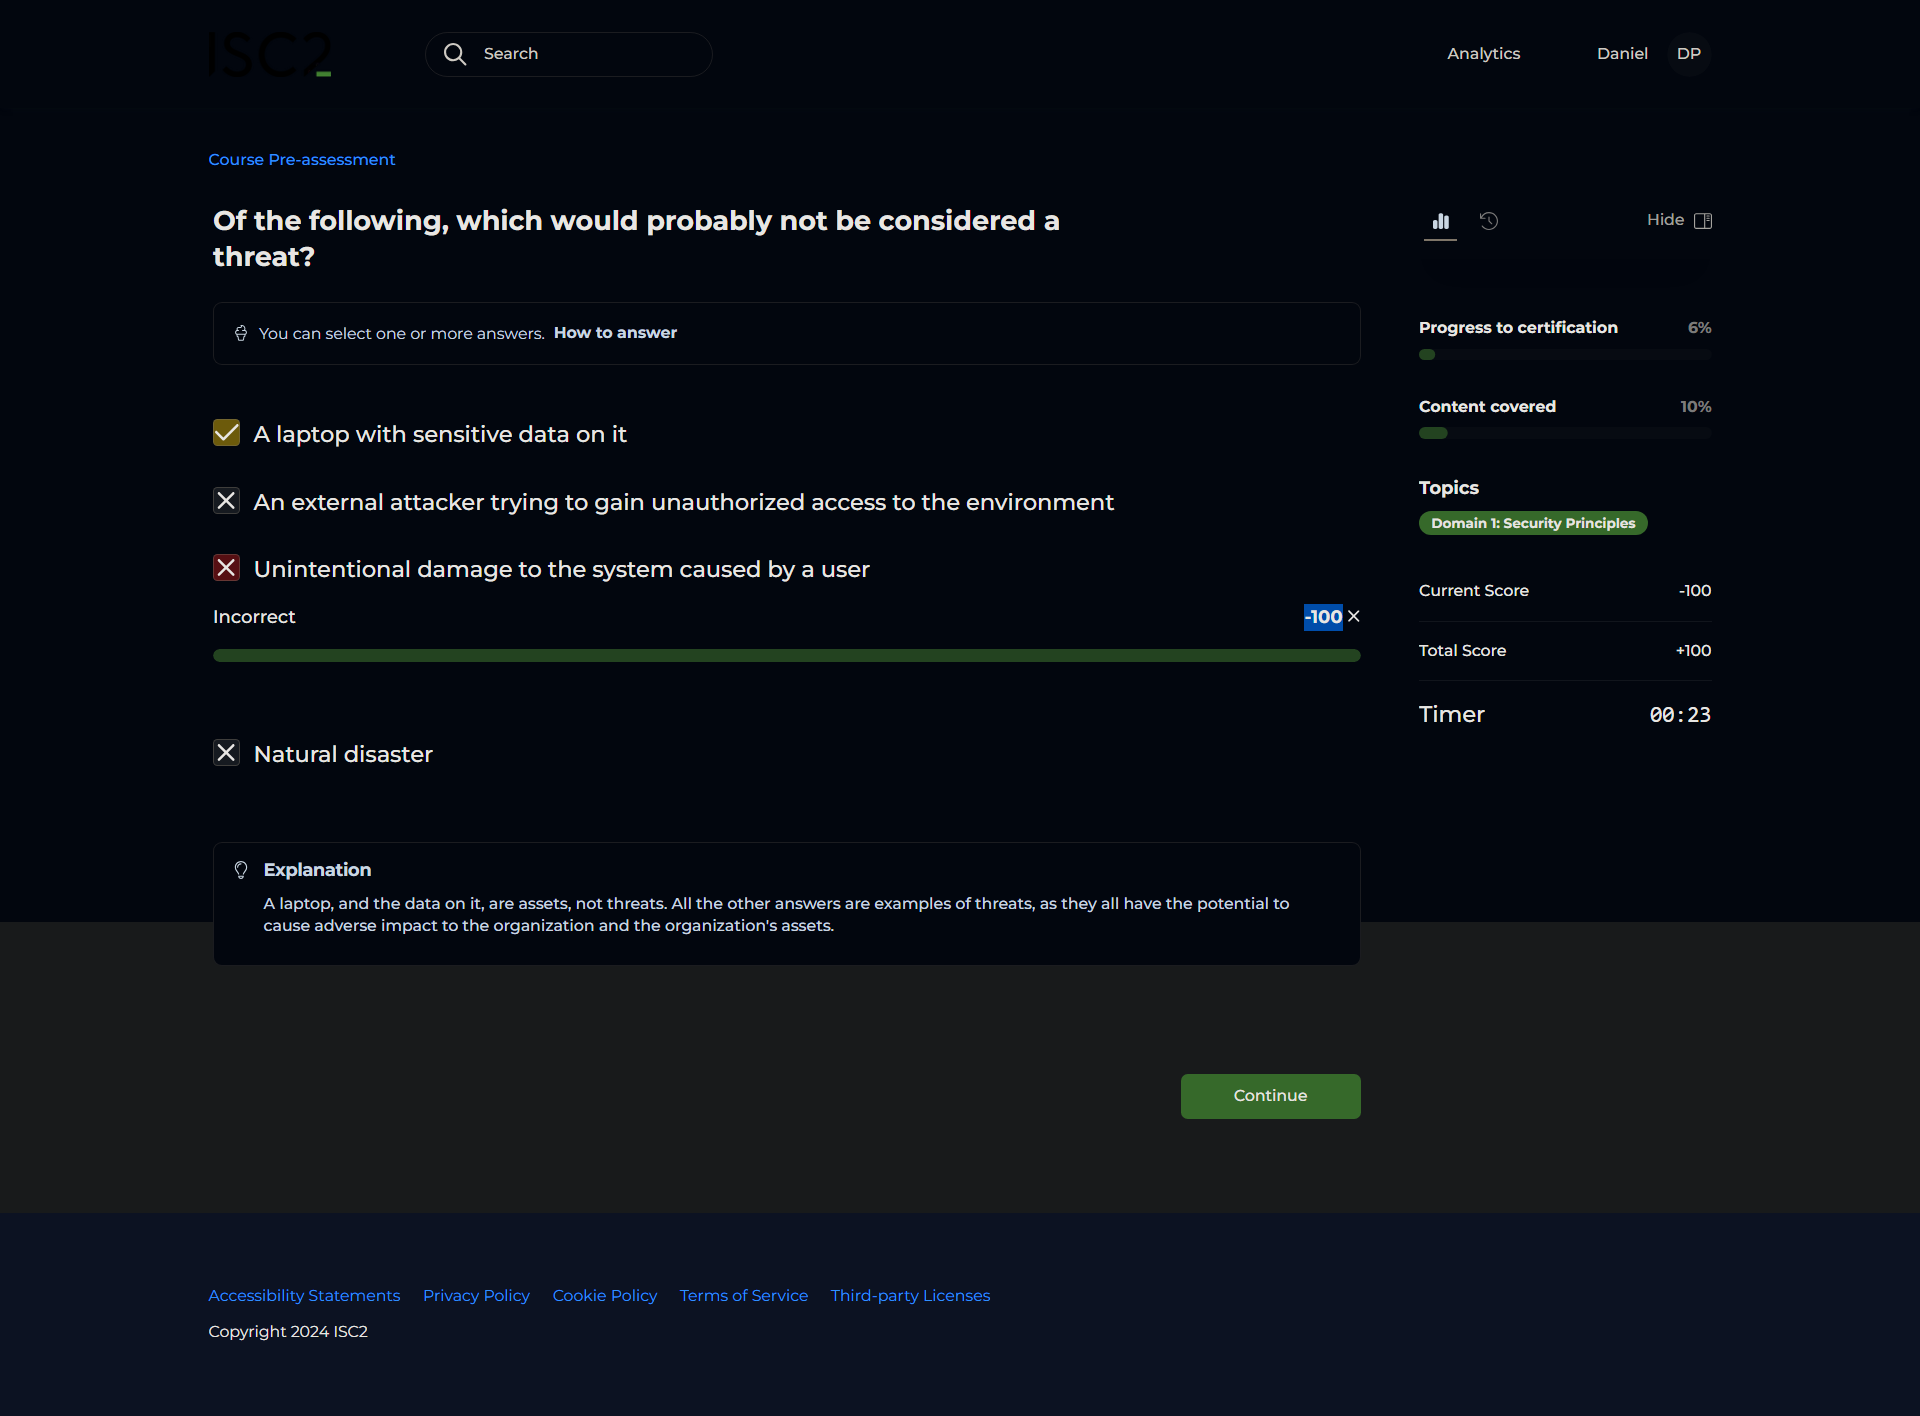 ISC2
Search
Analytics
Daniel
DP
Course Pre-assessment
Of the following, which would probably not be considered a
threat?
Hide
You can select one or more answers. How to answer
Progress to certification 6%
Content covered 10%
A laptop with sensitive data on it
An external attacker trying to gain unauthorized access to the environment
Topics
Domain 1: Security Principles
Unintentional damage to the system caused by a user
Incorrect -100
Current Score -100
Total Score +100
Timer 00:23
Natural disaster
Explanation
A laptop, and the data on it, are assets, not threats. All the other answers are examples of threats, as they all have the potential to
cause adverse impact to the organization and the organization's assets.
Continue
Accessibility Statements Privacy Policy Cookie Policy Terms of Service Third-party Licenses
Copyright 2024 ISC2